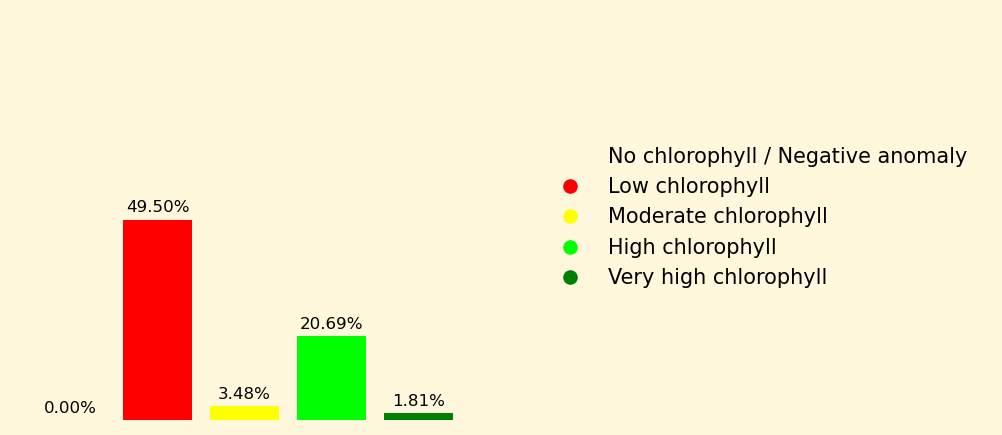 No chlorophyll / Negative anomaly
Low chlorophyll
Moderate chlorophyll
High chlorophyll
Very high chlorophyll
49.50%
20.69%
3.48%
1.81%
0.00%